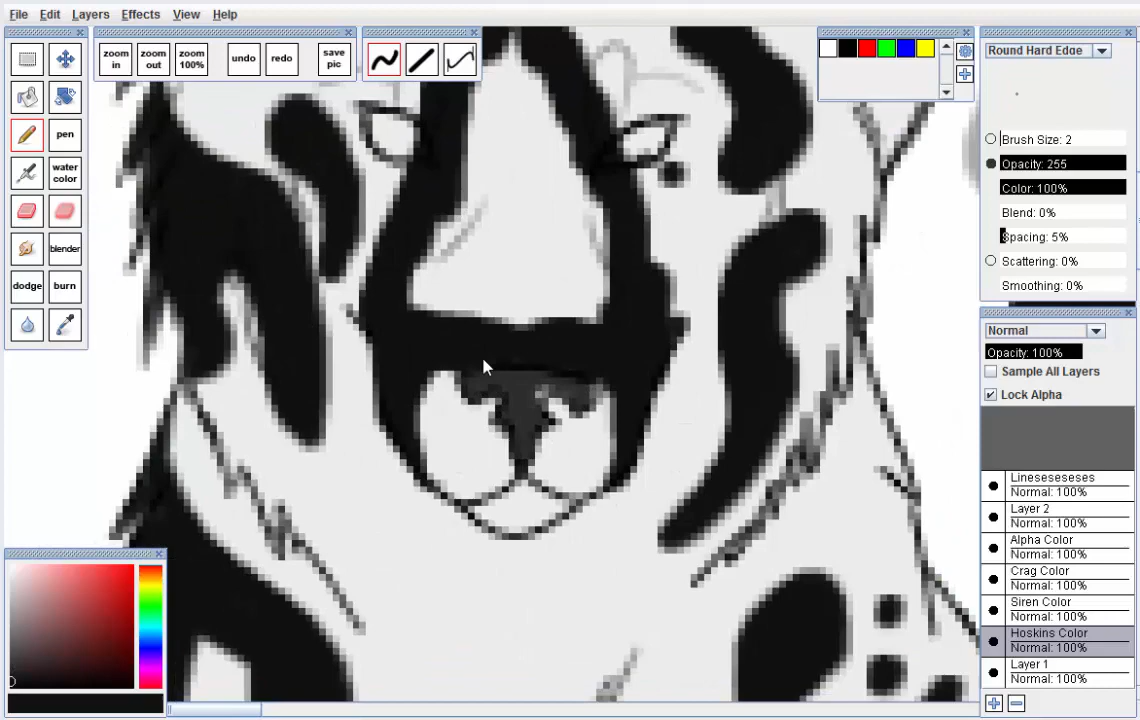 File Edit Layers Effects View Help
zoom in
zoom out
zoom 100%
undo
redo
save pic
pen
water color
blender
dodge
burn
Round Hard Edge
Brush Size: 2
Opacity: 255
Color: 100%
Blend: 0%
Spacing: 5%
Scattering: 0%
Smoothing: 0%
Normal
Opacity: 100%
Sample All Layers
Lock Alpha
Lineseseseses
Normal: 100%
Layer 2
Normal: 100%
Alpha Color
Normal: 100%
Crag Color
Normal: 100%
Siren Color
Normal: 100%
Hoskins Color
Normal: 100%
Layer 1
Normal: 100%